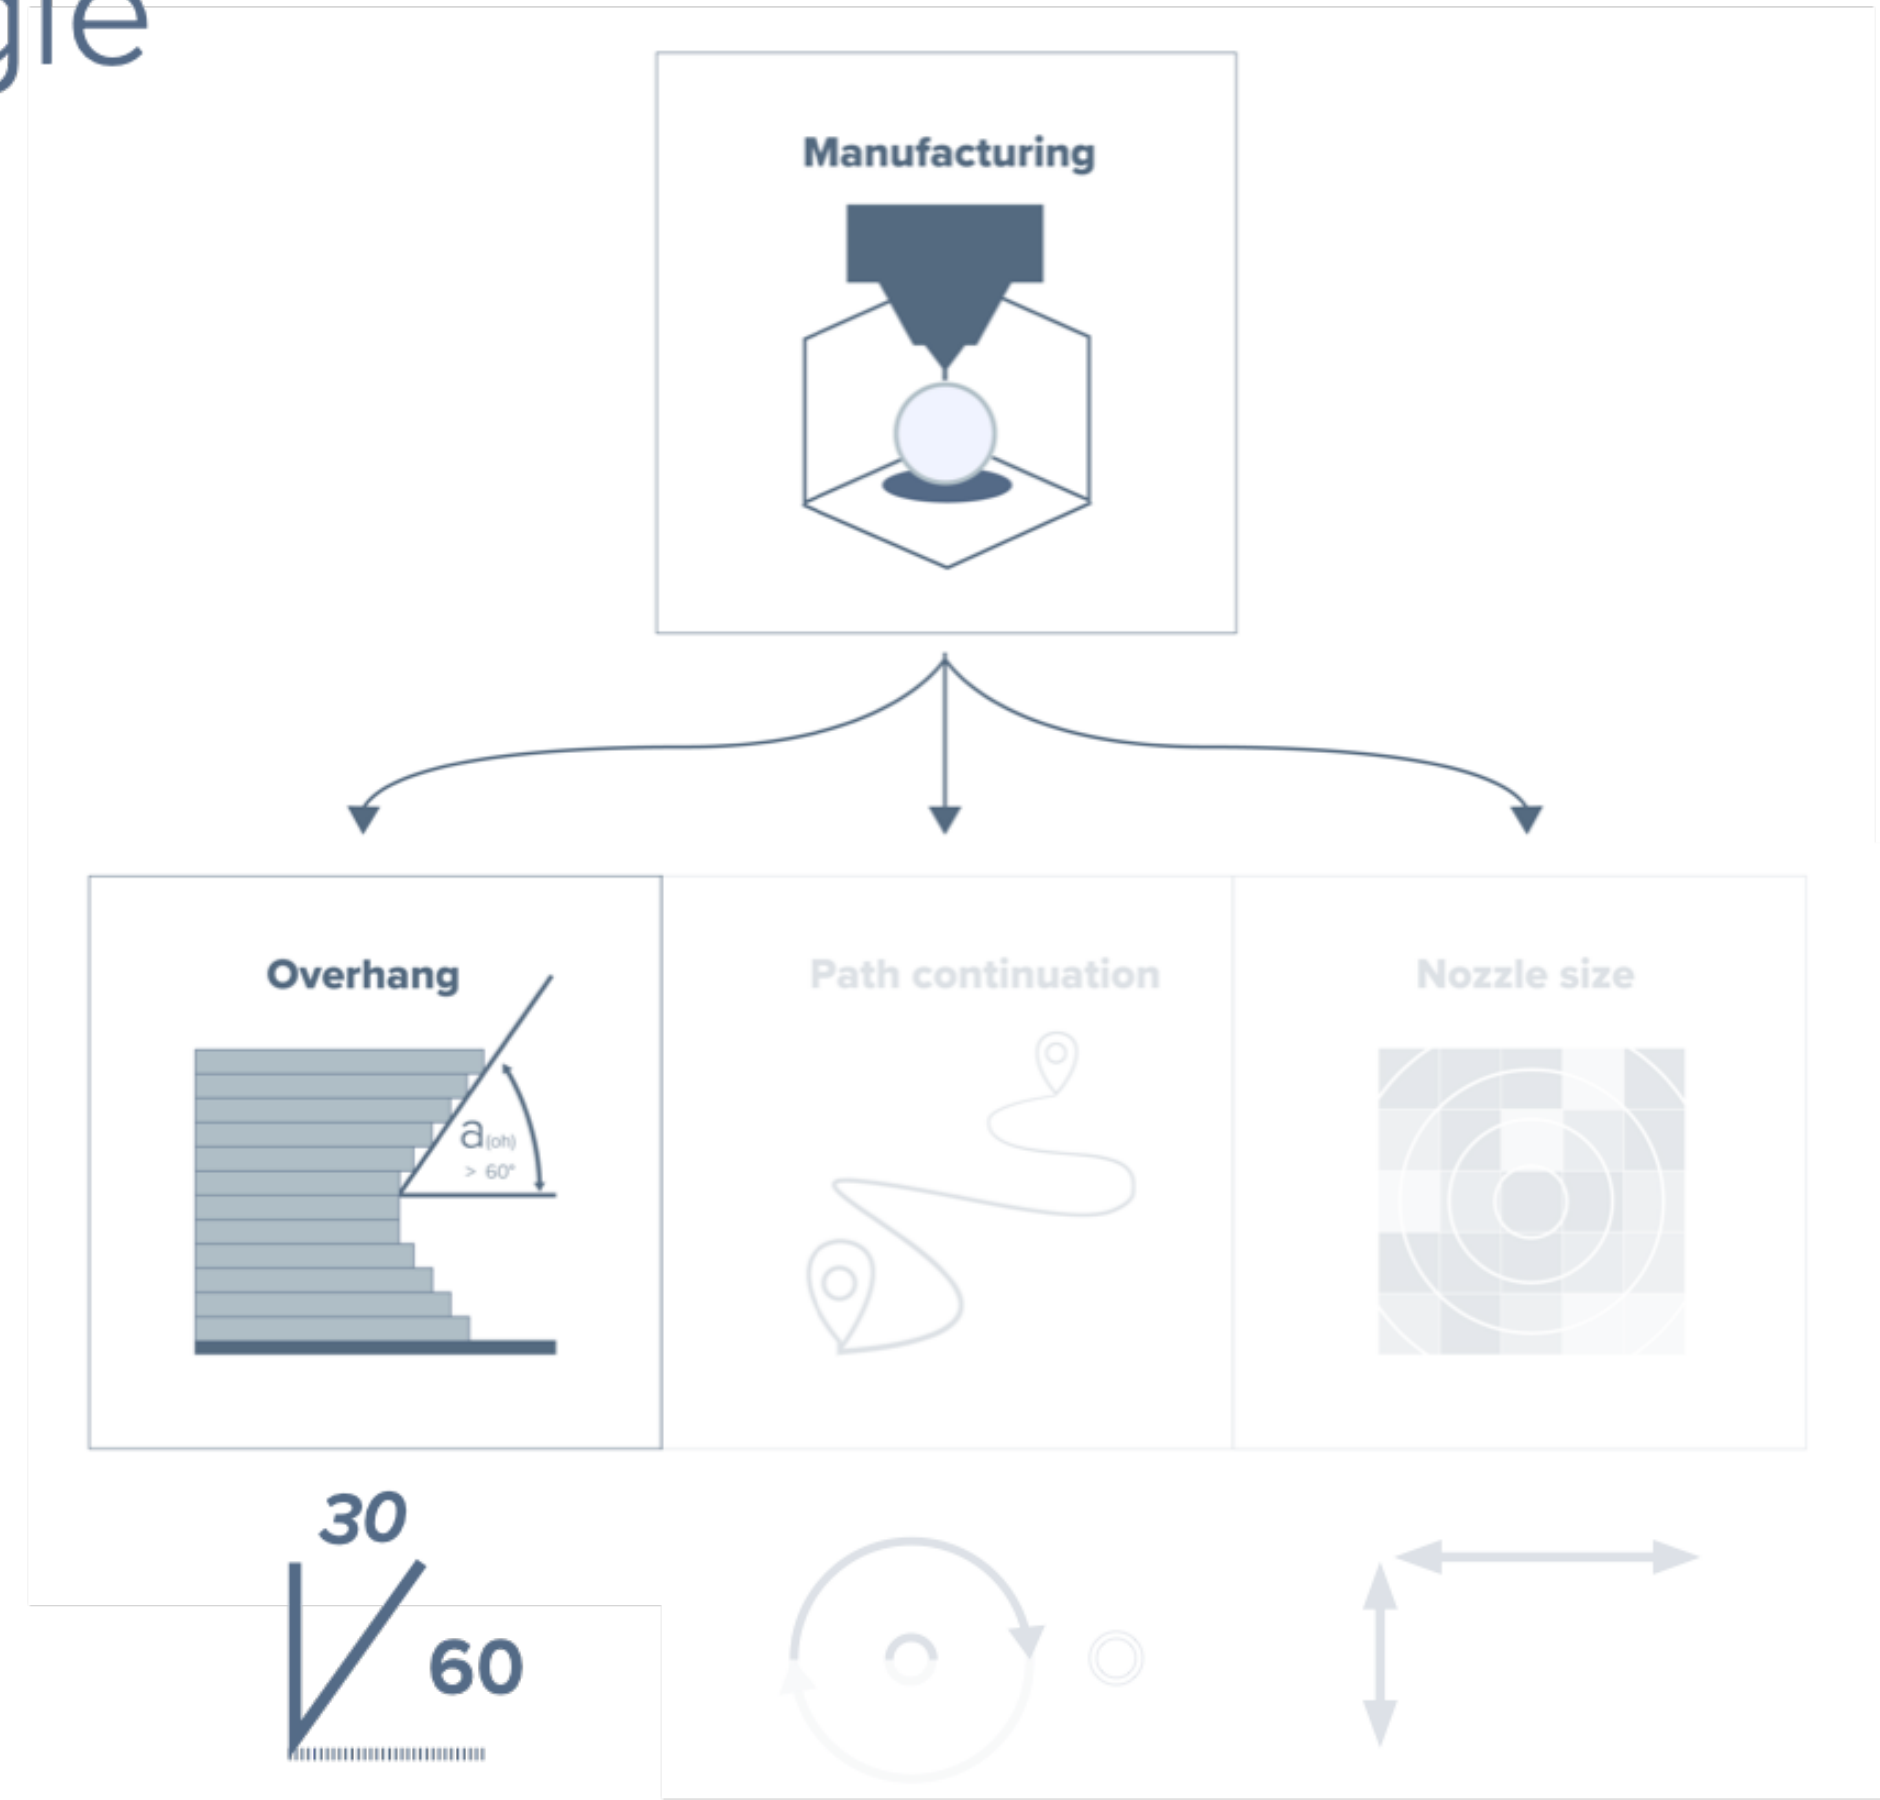 Manufacturing
Overhang
a(oh)
> 60°
Path continuation
Nozzle size
30
60